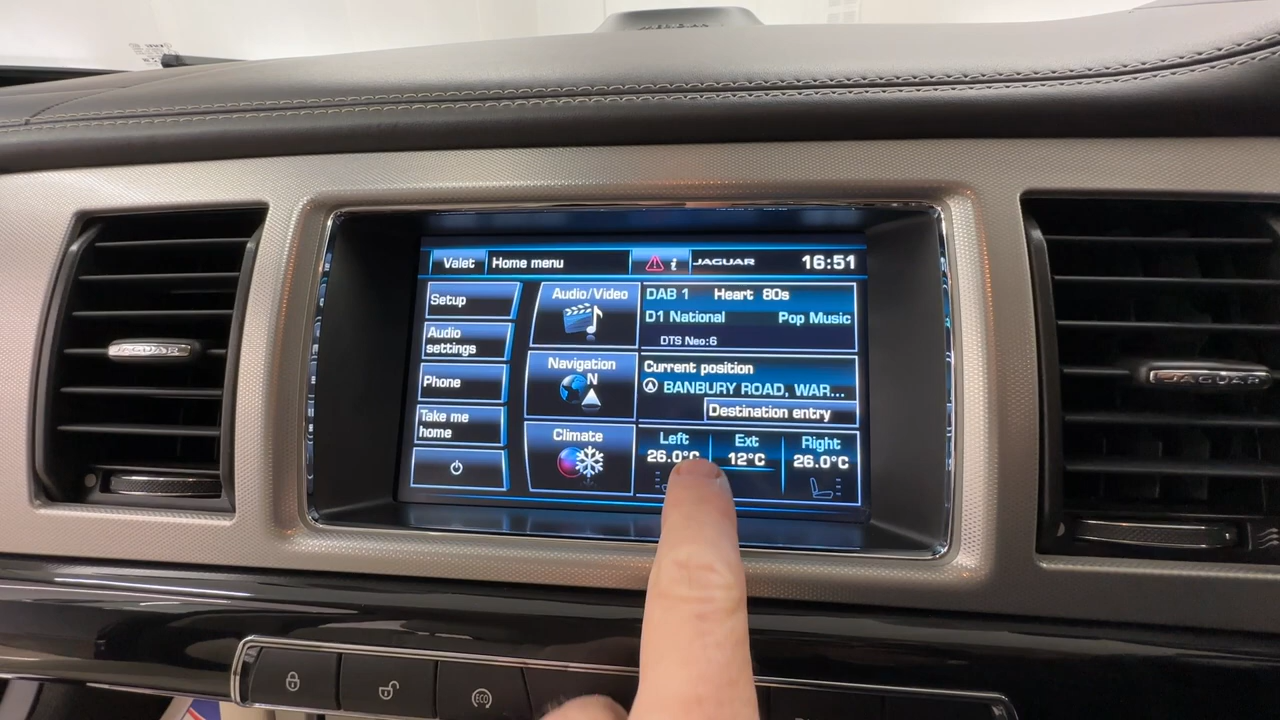 MERIDIAN
Valet
Home menu
i
JAGUAR
16:51
Setup
Audio
settings
Phone
Take me
home
Audio/Video
Navigation
N
Climate
DAB 1 Heart 80s
D1 National Pop Music
DTS Neo:6
Current position
BANBURY ROAD, WAR...
Destination entry
Left Ext Right
26.0°C 12°C 26.0°C
JAGUAR
JAGUAR
ECO